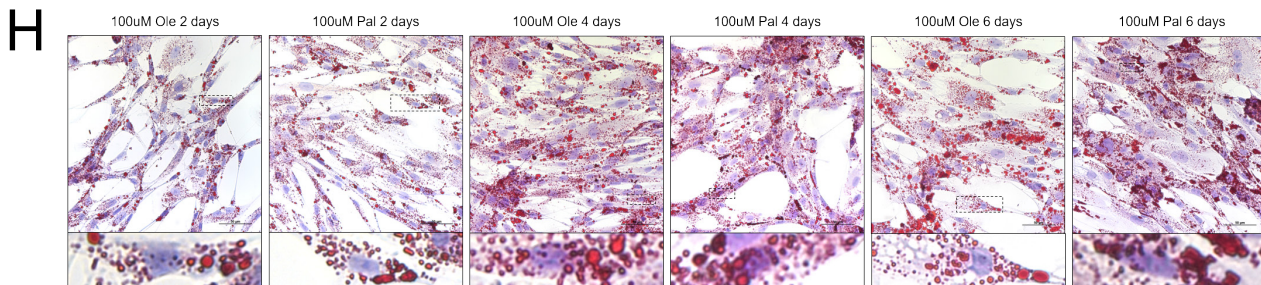 H
100uM Ole 2 days
100uM Pal 2 days
100uM Ole 4 days
100uM Pal 4 days
100uM Ole 6 days
100uM Pal 6 days